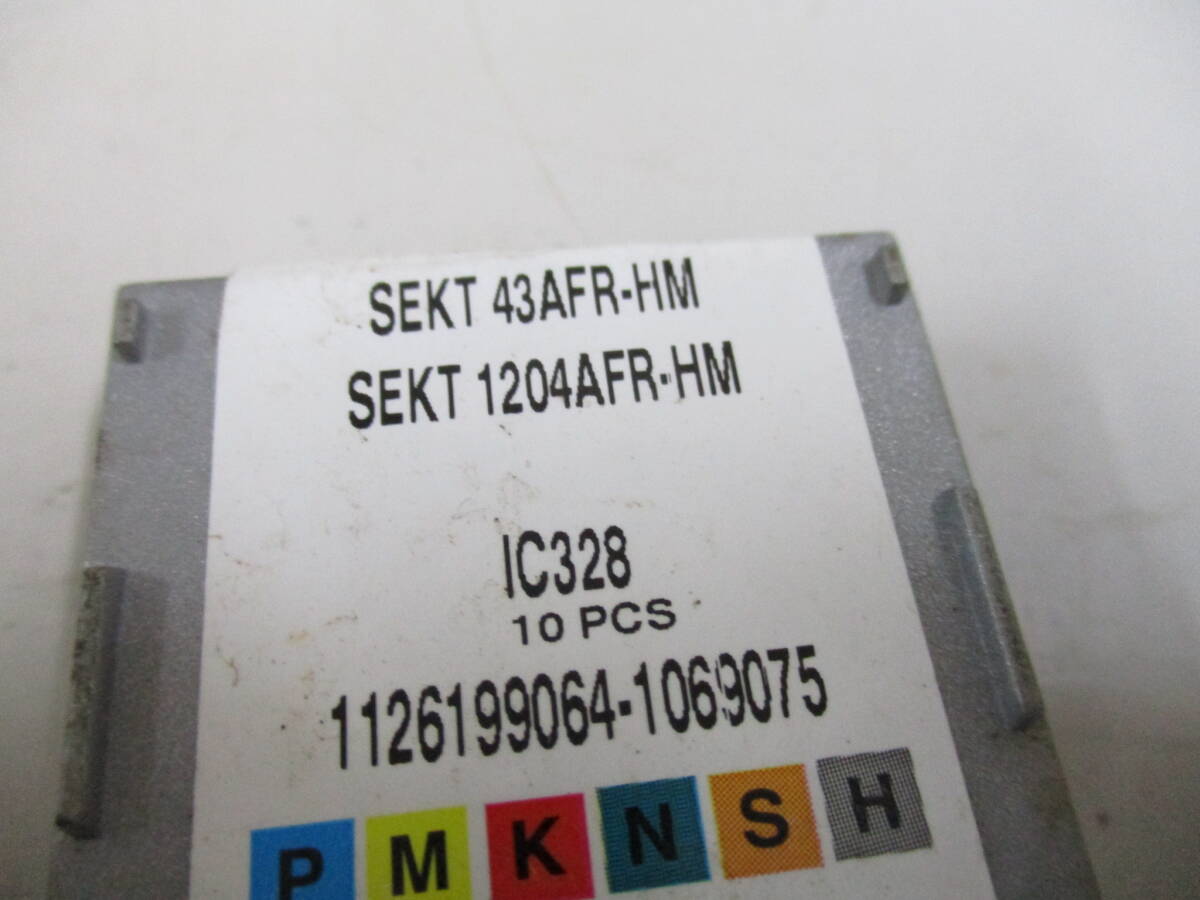 SEKT 43AFR-HM
SEKT 1204AFR-HM
IC328
10 PCS
1126199064-1069075
P M K N S H